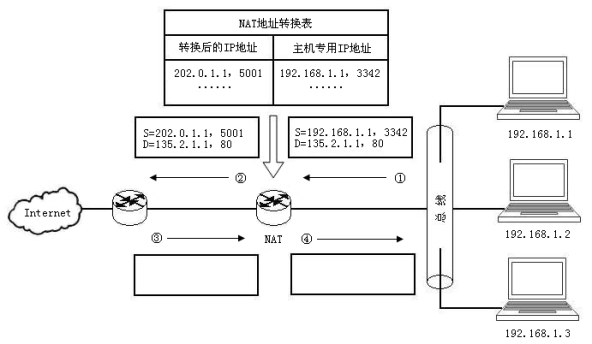 NAT地址转换表
转换后的IP地址 主机专用IP地址
202.0.1.1，5001 192.168.1.1，3342
…… ……
S=202.0.1.1，5001
D=135.2.1.1，80
S=192.168.1.1，3342
D=135.2.1.1，80
② ①
192.168.1.1
Internet
总线
③ NAT ④
192.168.1.2
192.168.1.3